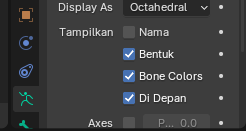 Display As Octahedral
Tampilkan Nama
Bentuk
Bone Colors
Di Depan
Axes P... 0.0